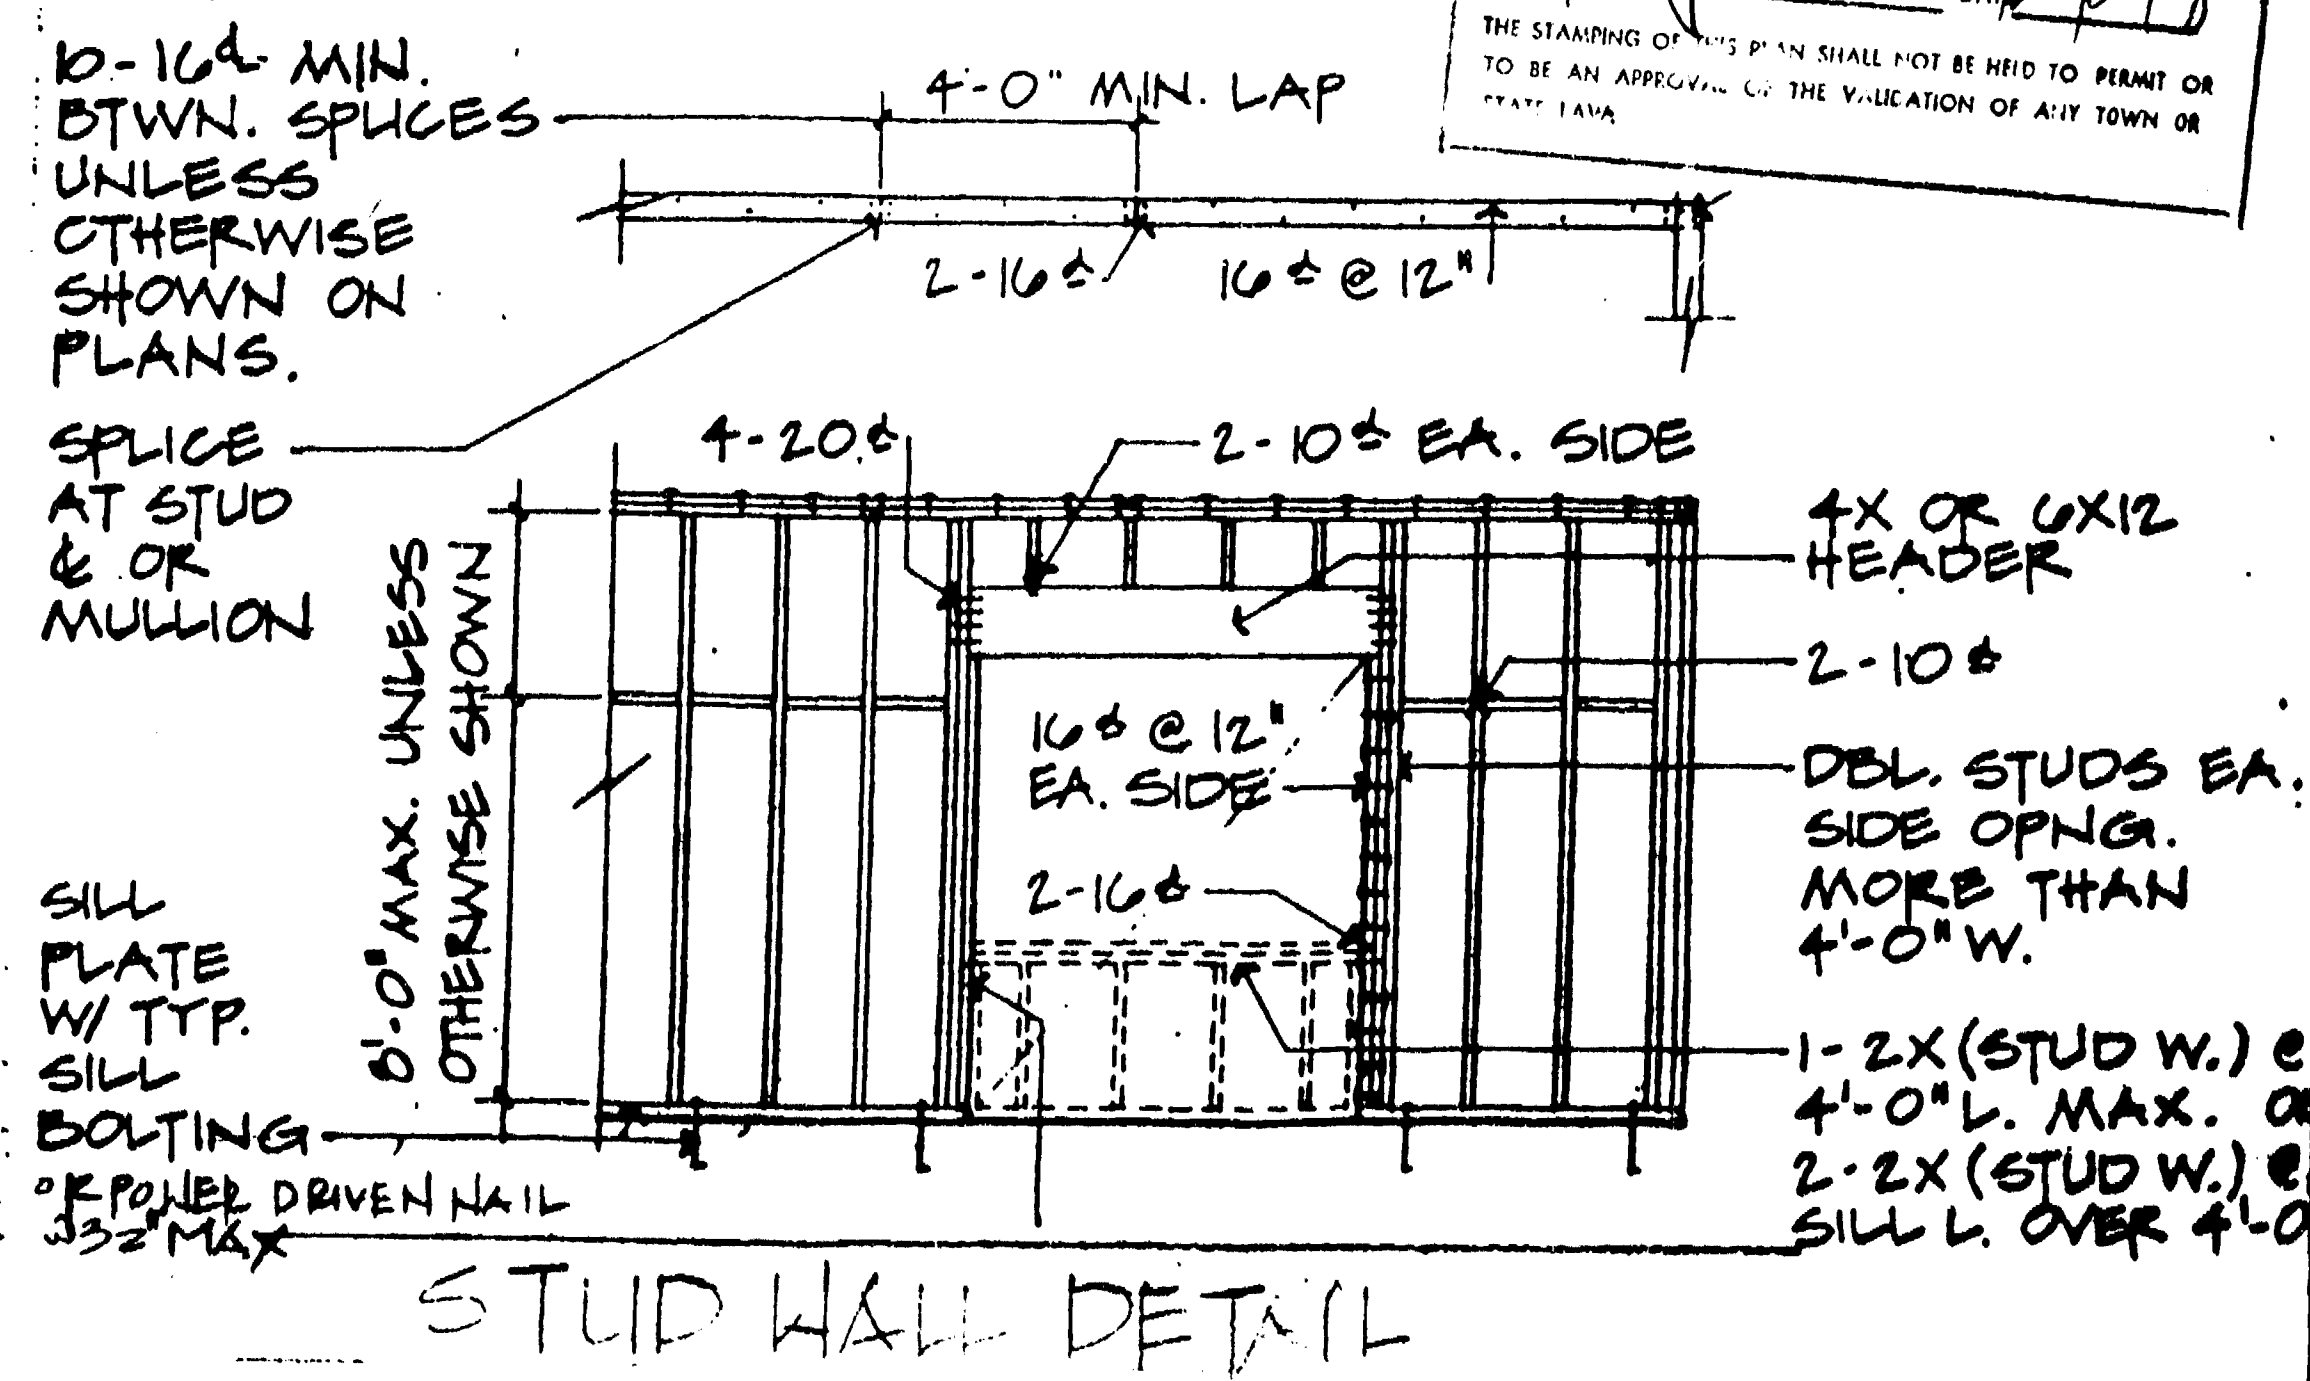 10-16d MIN.
BTWN. SPLICES
UNLESS
OTHERWISE
SHOWN ON
PLANS.
4'-0" MIN. LAP
THE STAMPING OF THIS PLAN SHALL NOT BE HELD TO PERMIT OR
TO BE AN APPROVAL OF THE VALIDATION OF ANY TOWN OR
STATE LAW.
2-16d
16d @ 12"
SPLICE
AT STUD
₵ OR
MULLION
4-20d
2-10d EA. SIDE
4X OR 6X12
HEADER
2-10d
8'-0" MAX. UNLESS
OTHERWISE SHOWN
16d @ 12"
EA. SIDE
DBL. STUDS EA.
SIDE OPNG.
MORE THAN
4'-0" W.
2-16d
SILL
PLATE
W/ TYP.
SILL
BOLTING
OR POWER DRIVEN NAIL
32" MAX
1-2X (STUD W.) @
4'-0" L. MAX.
2-2X (STUD W.) @
SILL L. OVER 4'-0
STUD WALL DETAIL